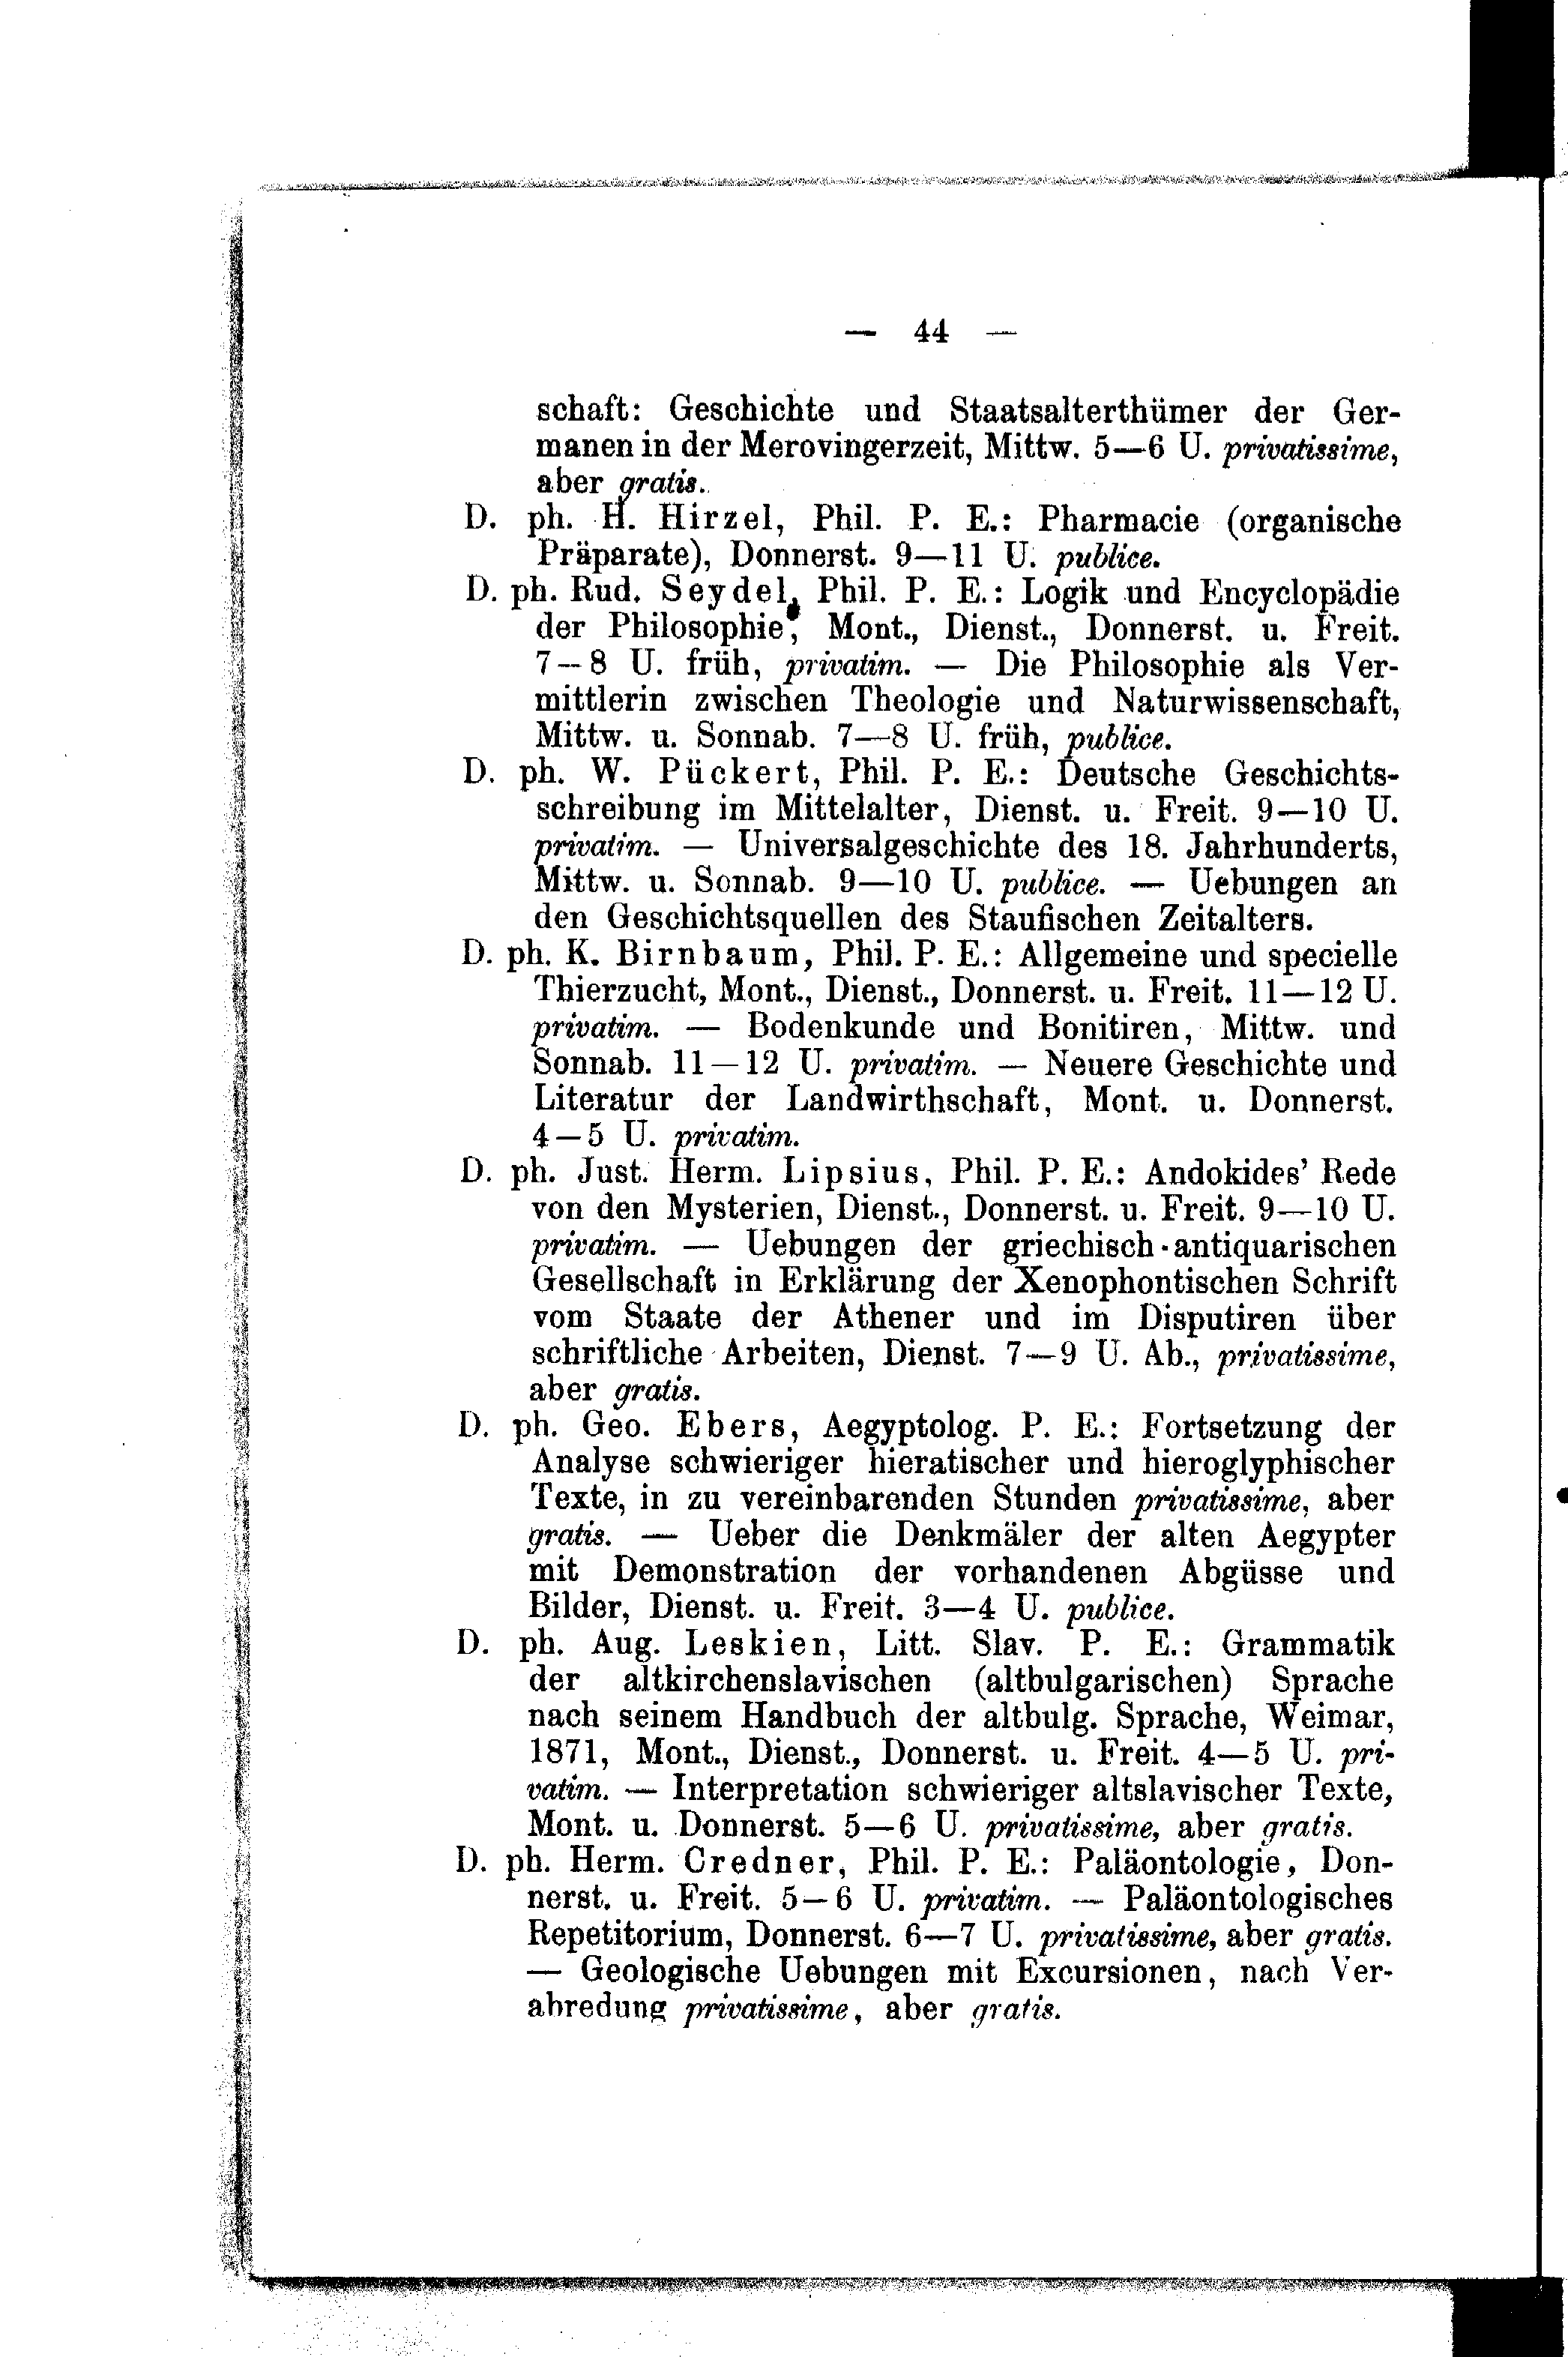 — 44 —
schaft: Geschichte und Staatsalterthümer der Ger-
manen in der Merovingerzeit, Mittw. 5—6 U. privatissime,
aber gratis.
D. ph. H. Hirzel, Phil. P. E.: Pharmacie (organische
Präparate), Donnerst. 9—11 U. publice.
D. ph. Rud. Seydel, Phil. P. E.: Logik und Encyclopädie
der Philosophie, Mont., Dienst., Donnerst. u. Freit.
7—8 U. früh, privatim. — Die Philosophie als Ver-
mittlerin zwischen Theologie und Naturwissenschaft,
Mittw. u. Sonnab. 7—8 U. früh, publice.
D. ph. W. Pückert, Phil. P. E.: Deutsche Geschichts-
schreibung im Mittelalter, Dienst. u. Freit. 9—10 U.
privatim. — Universalgeschichte des 18. Jahrhunderts,
Mittw. u. Sonnab. 9—10 U. publice. — Uebungen an
den Geschichtsquellen des Staufischen Zeitalters.
D. ph. K. Birnbaum, Phil. P. E.: Allgemeine und specielle
Thierzucht, Mont., Dienst., Donnerst. u. Freit. 11—12 U.
privatim. — Bodenkunde und Bonitiren, Mittw. und
Sonnab. 11—12 U. privatim. — Neuere Geschichte und
Literatur der Landwirthschaft, Mont. u. Donnerst.
4—5 U. privatim.
D. ph. Just. Herm. Lipsius, Phil. P. E.: Andokides' Rede
von den Mysterien, Dienst., Donnerst. u. Freit. 9—10 U.
privatim. — Uebungen der griechisch-antiquarischen
Gesellschaft in Erklärung der Xenophontischen Schrift
vom Staate der Athener und im Disputiren über
schriftliche Arbeiten, Dienst. 7—9 U. Ab., privatissime,
aber gratis.
D. ph. Geo. Ebers, Aegyptolog. P. E.: Fortsetzung der
Analyse schwieriger hieratischer und hieroglyphischer
Texte, in zu vereinbarenden Stunden privatissime, aber
gratis. — Ueber die Denkmäler der alten Aegypter
mit Demonstration der vorhandenen Abgüsse und
Bilder, Dienst. u. Freit. 3—4 U. publice.
D. ph. Aug. Leskien, Litt. Slav. P. E.: Grammatik
der altkirchenslavischen (altbulgarischen) Sprache
nach seinem Handbuch der altbulg. Sprache, Weimar,
1871, Mont., Dienst., Donnerst. u. Freit. 4—5 U. pri-
vatim. — Interpretation schwieriger altslavischer Texte,
Mont. u. Donnerst. 5—6 U. privatissime, aber gratis.
D. ph. Herm. Credner, Phil. P. E.: Paläontologie, Don-
nerst. u. Freit. 5—6 U. privatim. — Paläontologisches
Repetitorium, Donnerst. 6—7 U. privatissime, aber gratis.
— Geologische Uebungen mit Excursionen, nach Ver-
abredung privatissime, aber gratis.